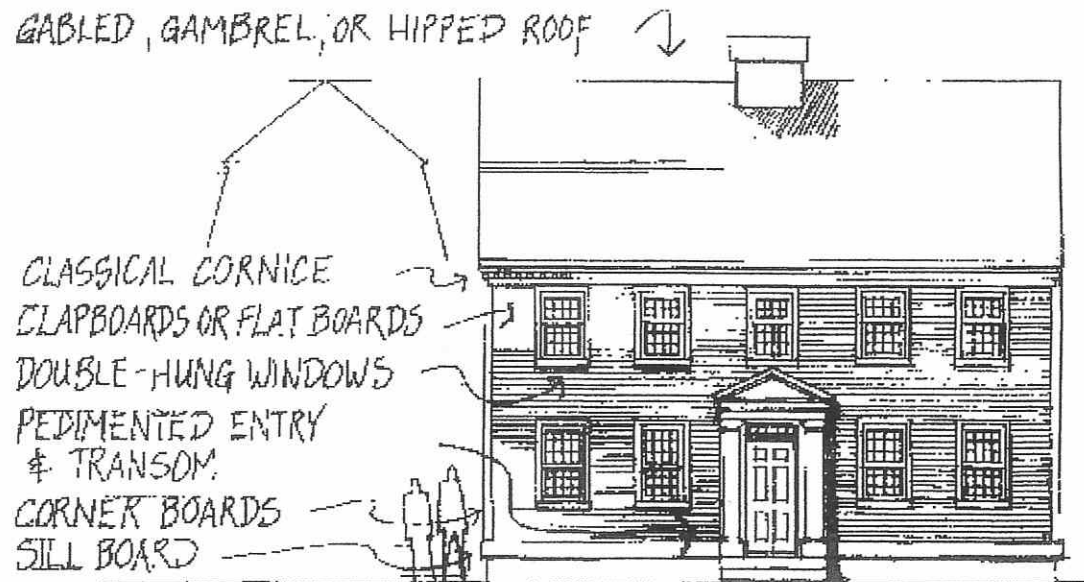 GABLED, GAMBREL, OR HIPPED ROOF
CLASSICAL CORNICE
CLAPBOARDS OR FLAT BOARDS
DOUBLE-HUNG WINDOWS
PEDIMENTED ENTRY
& TRANSOM.
CORNER BOARDS
SILL BOARD